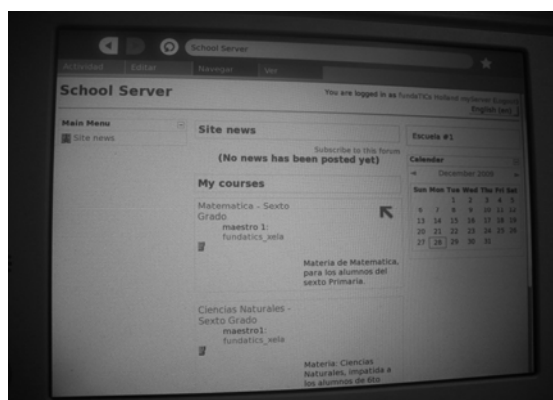 School Server
Actividad Editar Navegar Ver
School Server
You are logged in as fundaTICs Holland
English (en)
Main Menu
Site news
Site news
Subscribe to this forum
(No news has been posted yet)
My courses
Matematica - Sexto
Grado
maestro 1:
fundatics_xela
Materia de Matematica,
para los alumnos del
sexto Primaria.
Ciencias Naturales -
Sexto Grado
maestro1:
fundatics_xela
Materia: Ciencias
Naturales, impatida a
los alumnos de 6to
Escuela #1
Calendar
December 2009
Sun Mon Tue Wed Thu Fri Sat
1 2 3 4 5
6 7 8 9 10 11 12
13 14 15 16 17 18 19
20 21 22 23 24 25 26
27 28 29 30 31